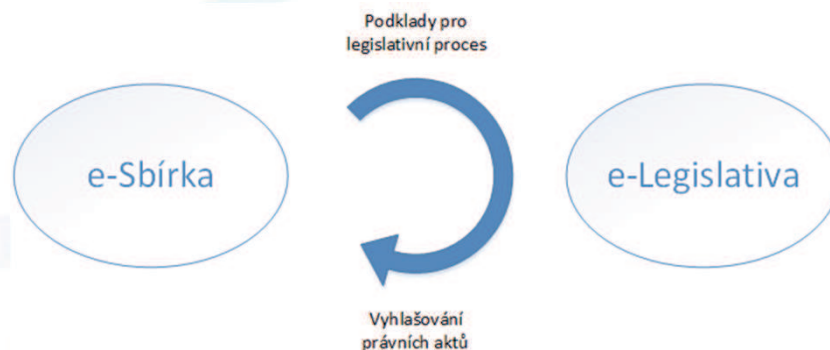 Podklady pro
legislativní proces
e-Sbírka
e-Legislativa
Vyhlašování
právních aktů